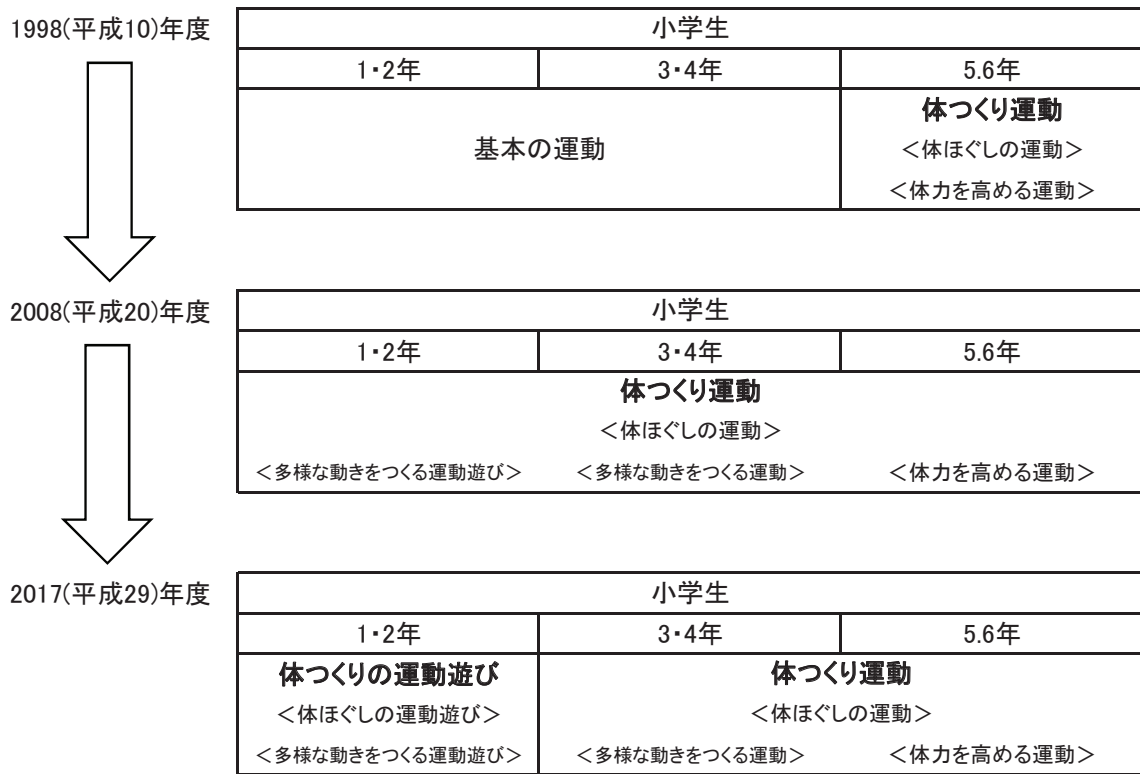 1998(平成10)年度
小学生
1・2年 3・4年 5.6年
基本の運動
体つくり運動
＜体ほぐしの運動＞
＜体力を高める運動＞
2008(平成20)年度
小学生
1・2年 3・4年 5.6年
体つくり運動
＜体ほぐしの運動＞
＜多様な動きをつくる運動遊び＞ ＜多様な動きをつくる運動＞ ＜体力を高める運動＞
2017(平成29)年度
小学生
1・2年 3・4年 5.6年
体つくりの運動遊び 体つくり運動
＜体ほぐしの運動遊び＞ ＜体ほぐしの運動＞
＜多様な動きをつくる運動遊び＞ ＜多様な動きをつくる運動＞ ＜体力を高める運動＞